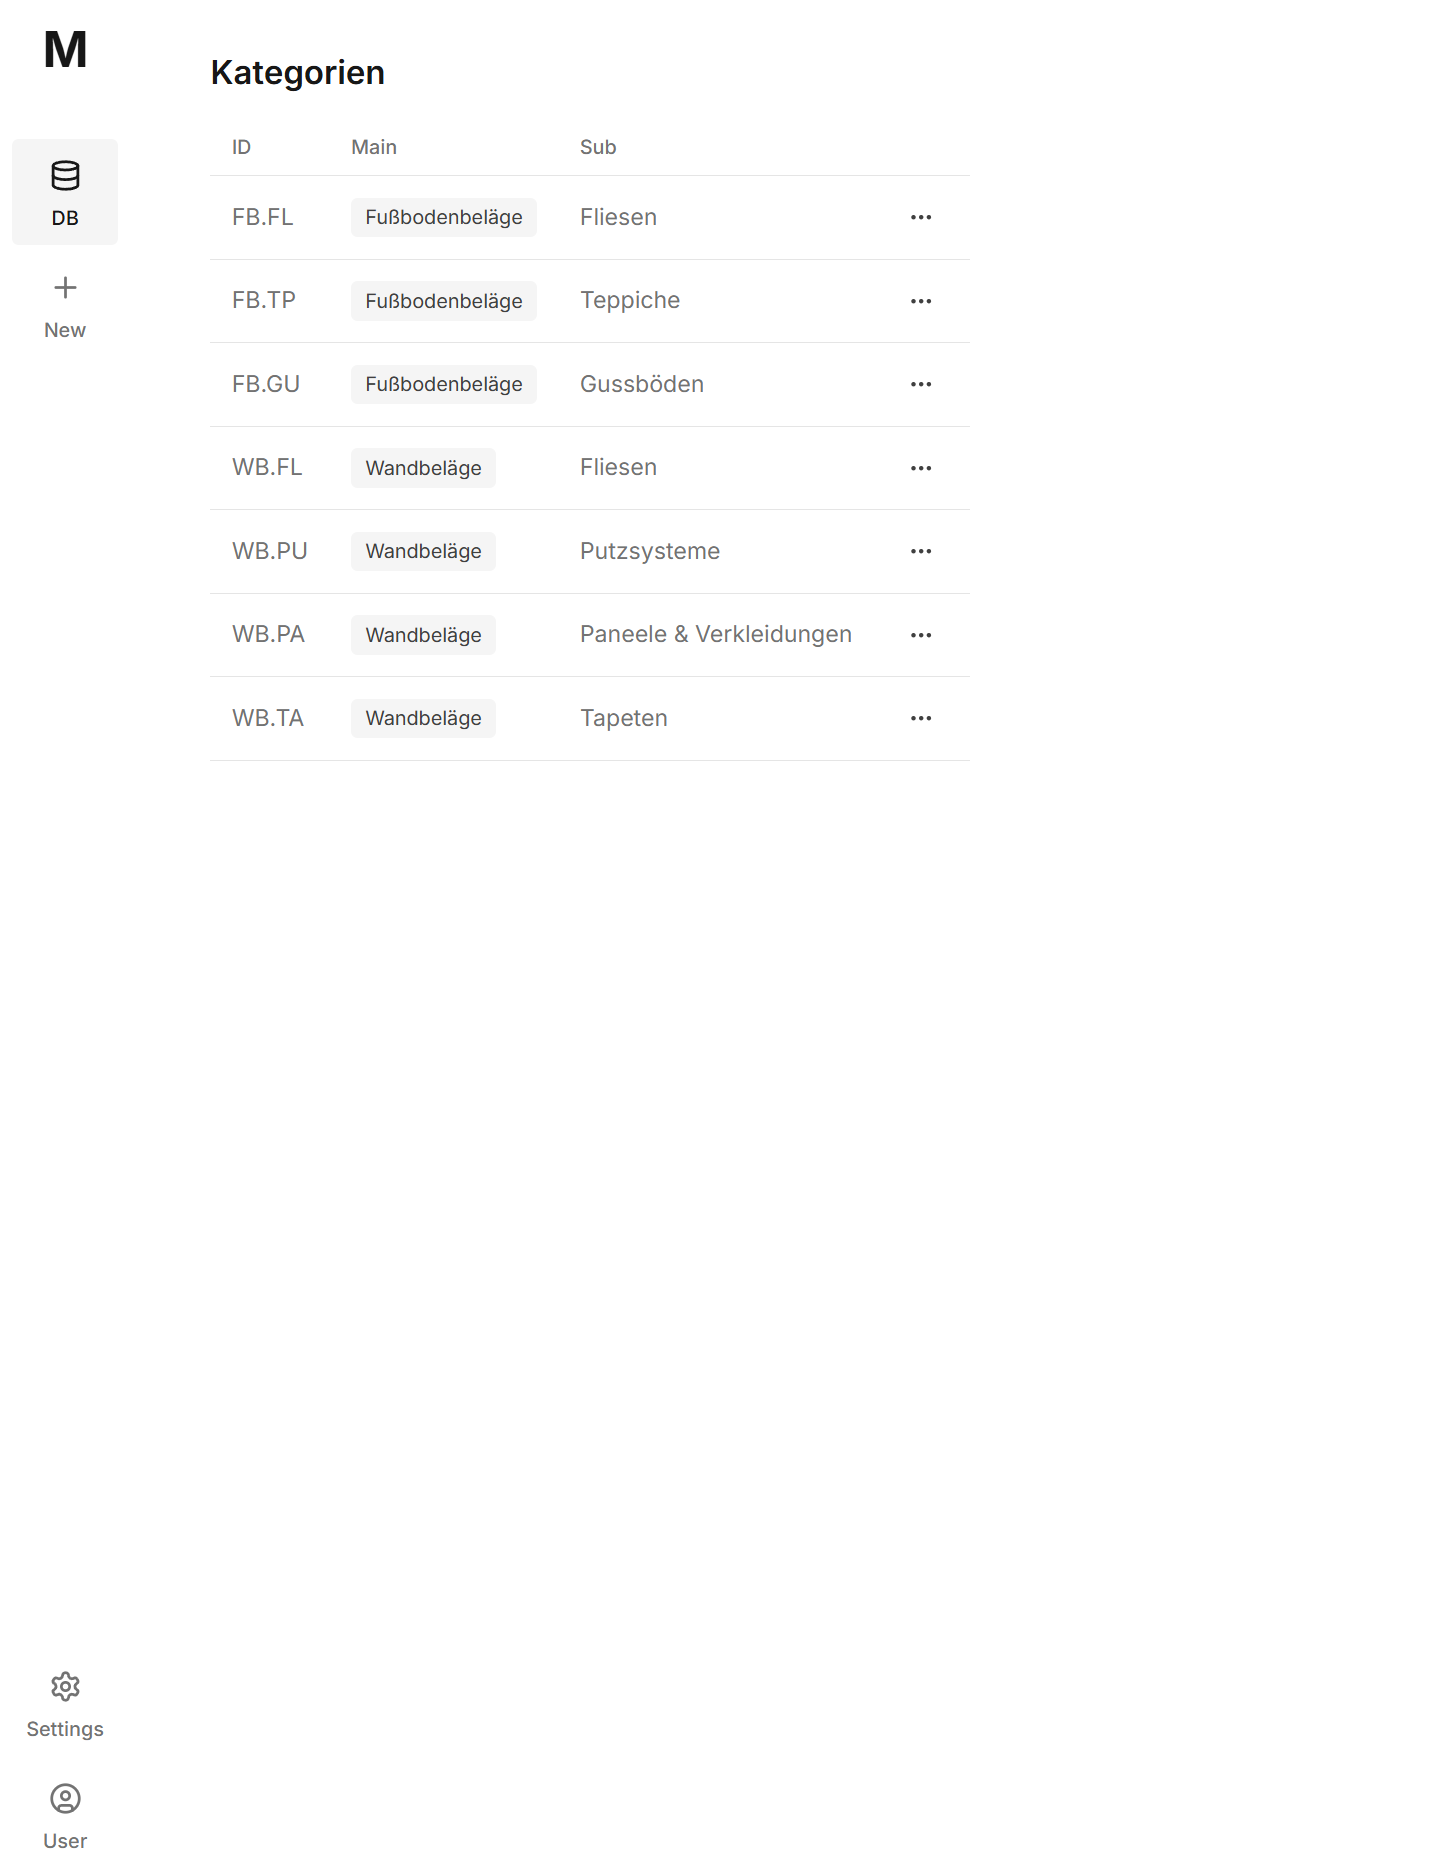 M
DB
New
Settings
User
Kategorien
ID Main Sub
FB.FL Fußbodenbeläge Fliesen
FB.TP Fußbodenbeläge Teppiche
FB.GU Fußbodenbeläge Gussböden
WB.FL Wandbeläge Fliesen
WB.PU Wandbeläge Putzsysteme
WB.PA Wandbeläge Paneele & Verkleidungen
WB.TA Wandbeläge Tapeten